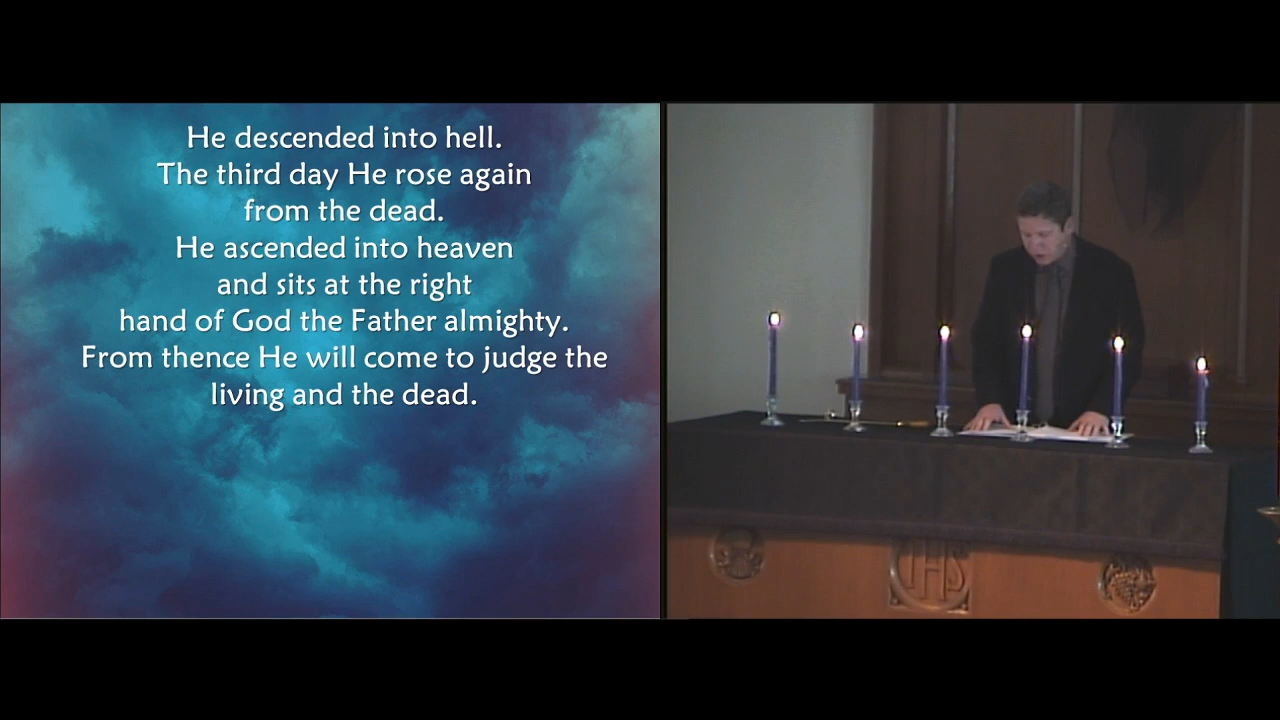 He descended into hell.
The third day He rose again
from the dead.
He ascended into heaven
and sits at the right
hand of God the Father almighty.
From thence He will come to judge the
living and the dead.
IHS